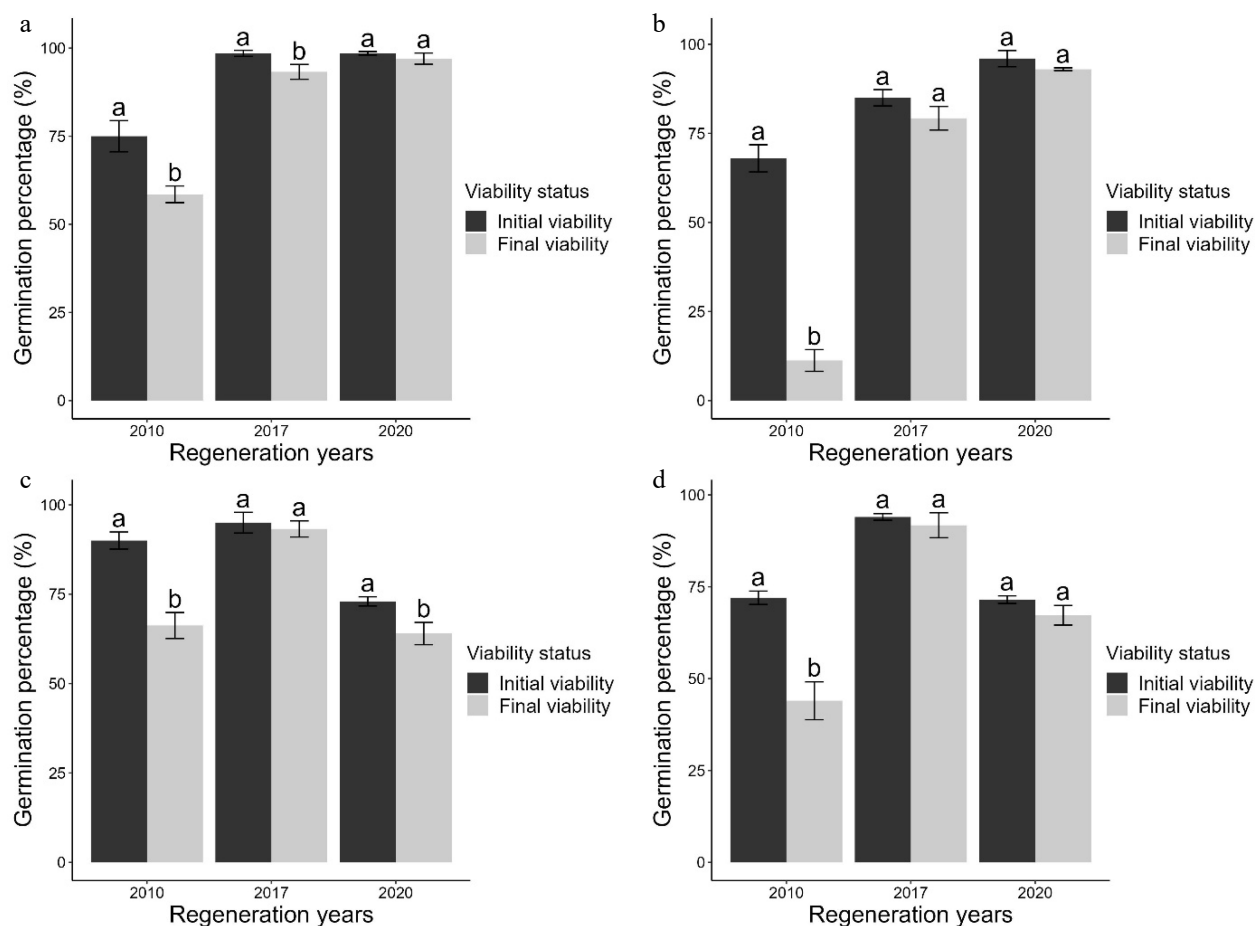 a
Germination percentage (%)
100
75
50
25
0
a
b
a
b
a
a
2010
2017
2020
Regeneration years
Viability status
Initial viability
Final viability
b
Germination percentage (%)
100
75
50
25
0
a
b
a
a
a
a
2010
2017
2020
Regeneration years
Viability status
Initial viability
Final viability
c
Germination percentage (%)
100
75
50
25
0
a
b
a
a
a
b
2010
2017
2020
Regeneration years
Viability status
Initial viability
Final viability
d
Germination percentage (%)
100
75
50
25
0
a
b
a
a
a
a
2010
2017
2020
Regeneration years
Viability status
Initial viability
Final viability